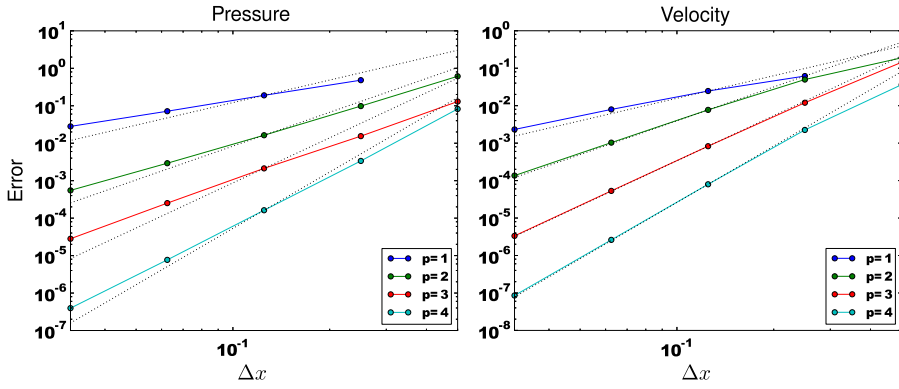 Pressure
10^1
10^0
10^-1
10^-2
10^-3
10^-4
10^-5
10^-6
10^-7
Error
p= 1
p= 2
p= 3
p= 4
10^-1
Δx
Velocity
10^0
10^-1
10^-2
10^-3
10^-4
10^-5
10^-6
10^-7
10^-8
p= 1
p= 2
p= 3
p= 4
10^-1
Δx